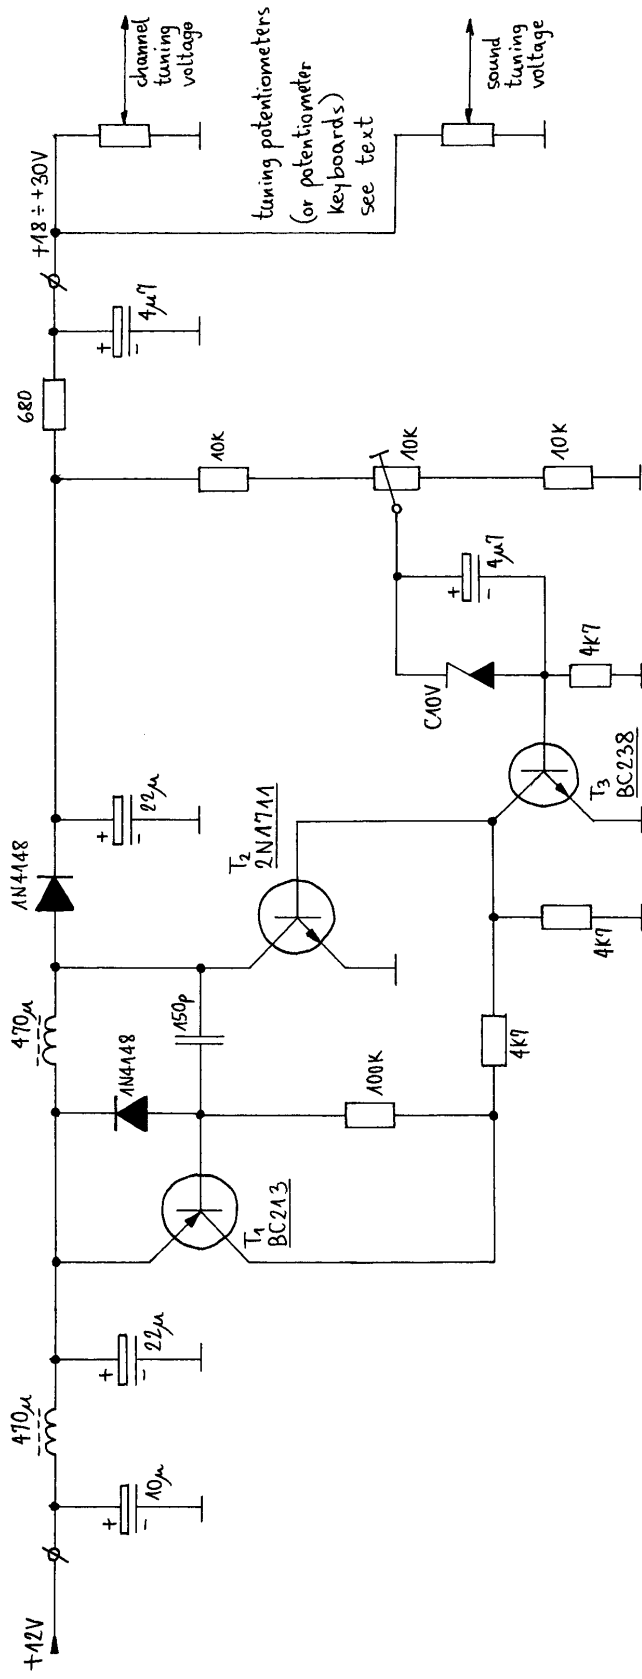 +12V
10µ
+
-
470µ
22µ
+
-
T1
BC213
1N4148
100K
150p
470µ
4K7
T2
2N1711
1N4148
22µ
+
-
4K7
T3
BC238
C10V
4K7
4µ7
+
-
10K
10K
10K
680
4µ7
+
-
+18÷+30V
channel
tuning
voltage
tuning potentiometers
(or potentiometer
keyboards)
see text
sound
tuning
voltage